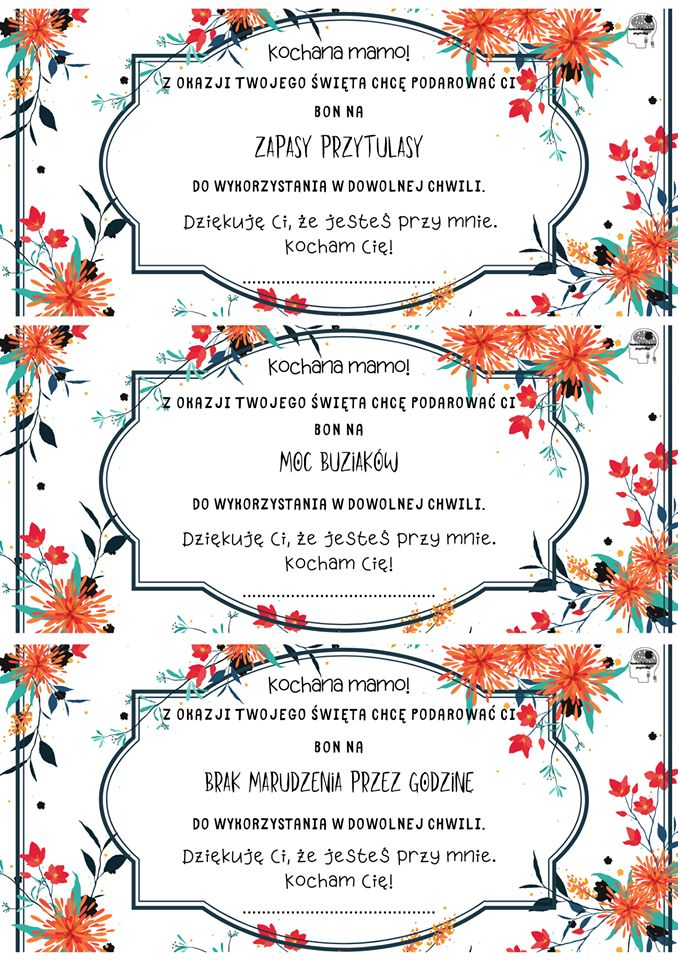 Kochana mamo!
Z OKAZJI TWOJEGO ŚWIĘTA CHCĘ PODAROWAĆ CI
BON NA
ZAPASY PRZYTULASY
DO WYKORZYSTANIA W DOWOLNEJ CHWILI.
Dziękuję Ci, że jesteś przy mnie.
Kocham Cię!
Kochana mamo!
Z OKAZJI TWOJEGO ŚWIĘTA CHCĘ PODAROWAĆ CI
BON NA
MOC BUZIAKÓW
DO WYKORZYSTANIA W DOWOLNEJ CHWILI.
Dziękuję Ci, że jesteś przy mnie.
Kocham Cię!
Kochana mamo!
Z OKAZJI TWOJEGO ŚWIĘTA CHCĘ PODAROWAĆ CI
BON NA
BRAK MARUDZENIA PRZEZ GODZINĘ
DO WYKORZYSTANIA W DOWOLNEJ CHWILI.
Dziękuję Ci, że jesteś przy mnie.
Kocham Cię!